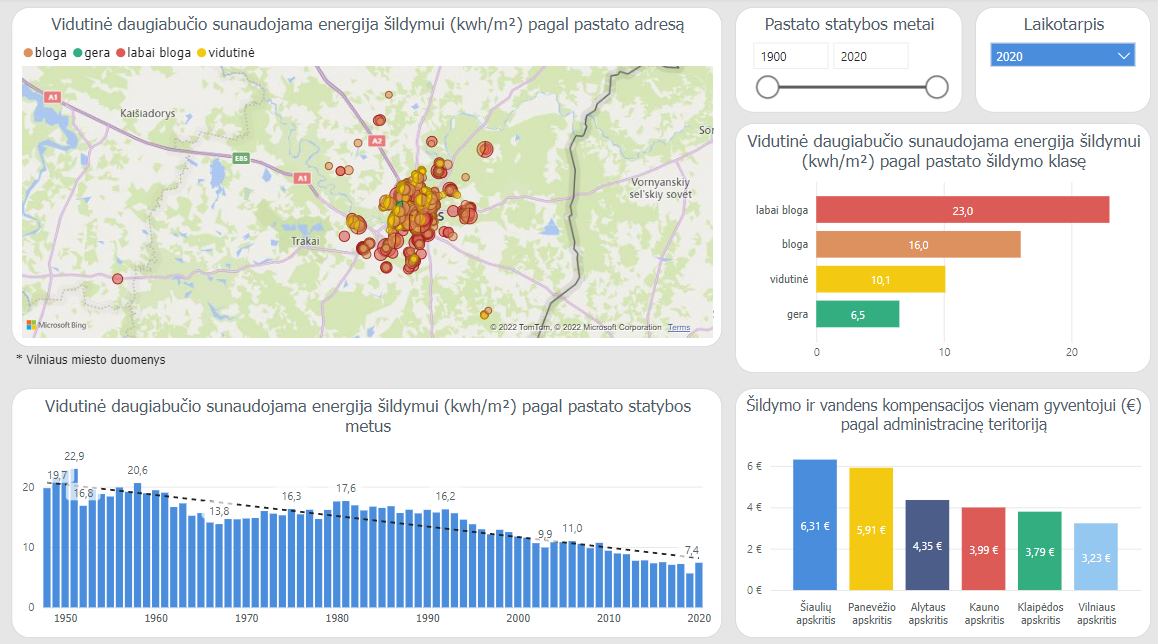 Vidutinė daugiabučio sunaudojama energija šildymui (kwh/m²) pagal pastato adresą
bloga gera labai bloga vidutinė
A1
Kaišiadorys
E85
A1
A2
Trakai
S
Vornyanskiy
sel'skiy sovet
Sor
Microsoft Bing
© 2022 TomTom, © 2022 Microsoft Corporation Terms
* Vilniaus miesto duomenys
Pastato statybos metai
1900 2020
Laikotarpis
2020
Vidutinė daugiabučio sunaudojama energija šildymui
(kwh/m²) pagal pastato šildymo klasę
labai bloga 23,0
bloga 16,0
vidutinė 10,1
gera 6,5
0 10 20
Vidutinė daugiabučio sunaudojama energija šildymui (kwh/m²) pagal pastato statybos
metus
20
10
0
19,7 22,9 16,8 20,6 13,8 16,3 17,6 16,2 9,9 11,0 7,4
1950 1960 1970 1980 1990 2000 2010 2020
Šildymo ir vandens kompensacijos vienam gyventojui (€)
pagal administracinę teritoriją
6 €
4 €
2 €
0 €
6,31 € 5,91 € 4,35 € 3,99 € 3,79 € 3,23 €
Šiaulių Panevėžio Alytaus Kauno Klaipėdos Vilniaus
apskritis apskritis apskritis apskritis apskritis apskritis